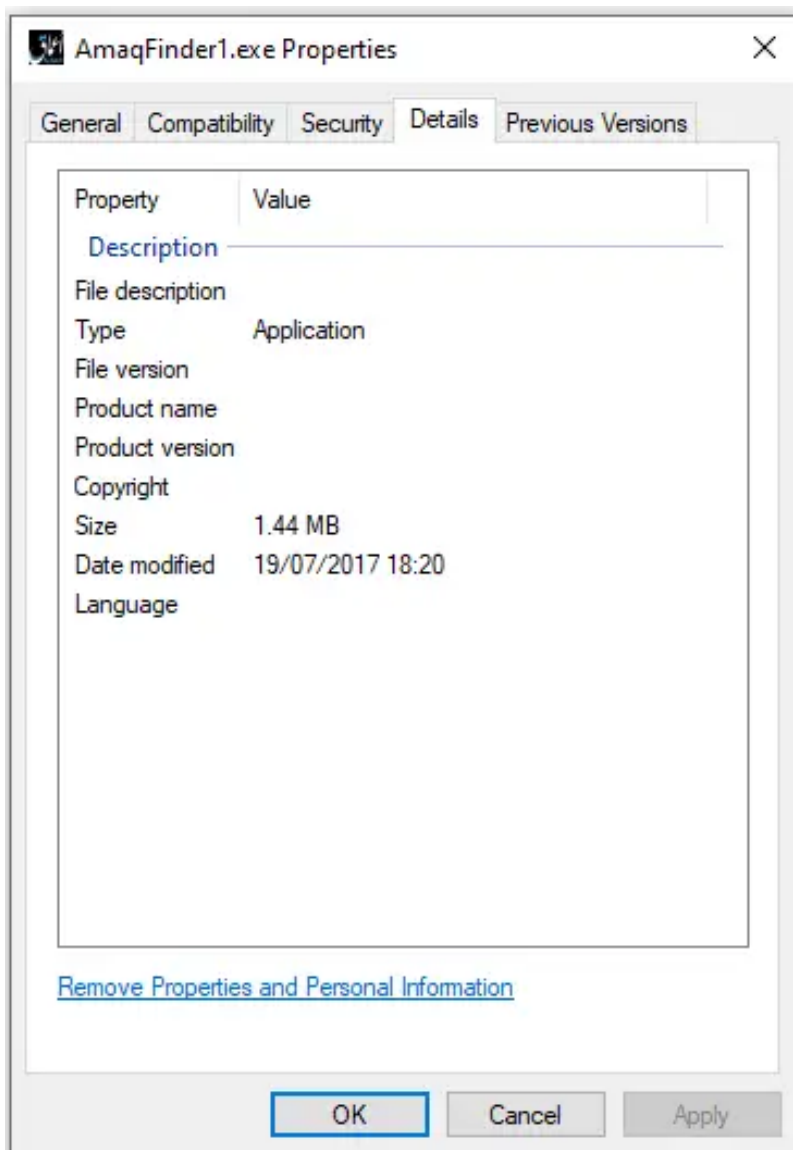 AmaqFinder1.exe Properties
General Compatibility Security Details Previous Versions
Property Value
Description
File description
Type Application
File version
Product name
Product version
Copyright
Size 1.44 MB
Date modified 19/07/2017 18:20
Language
Remove Properties and Personal Information
OK Cancel Apply